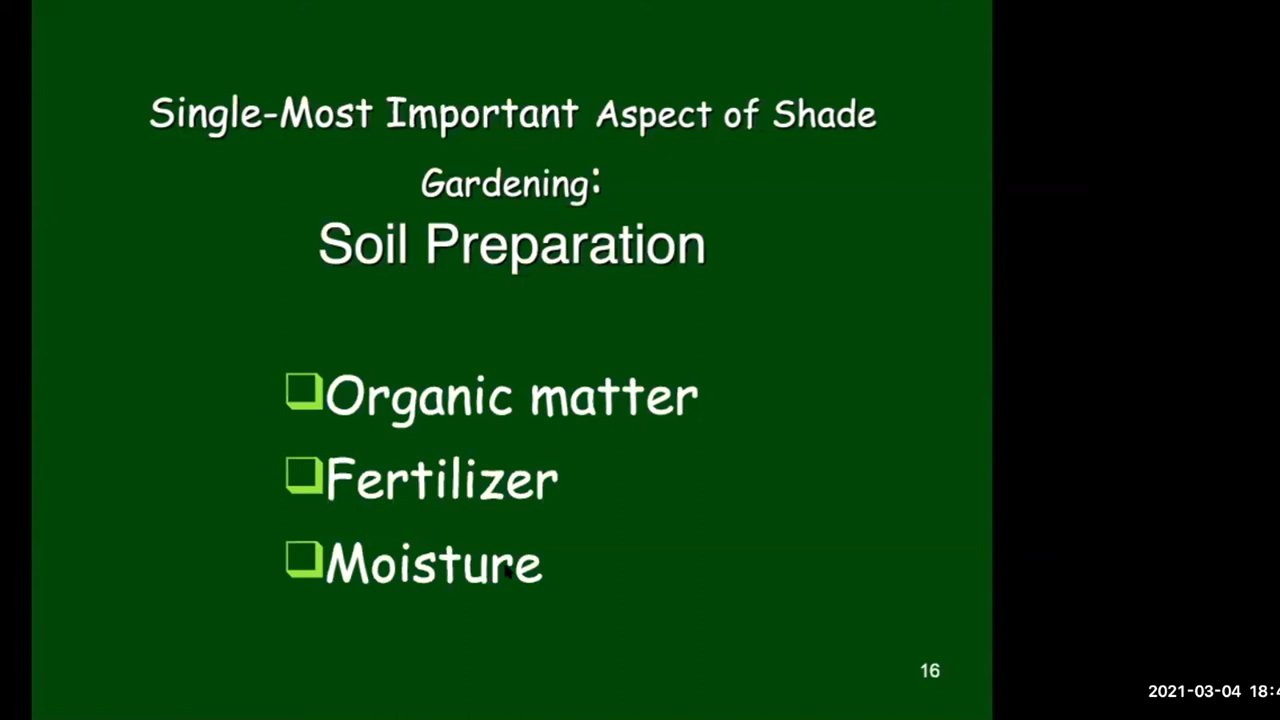 Single-Most Important Aspect of Shade
Gardening:
Soil Preparation
Organic matter
Fertilizer
Moisture
16
2021-03-04 18:4